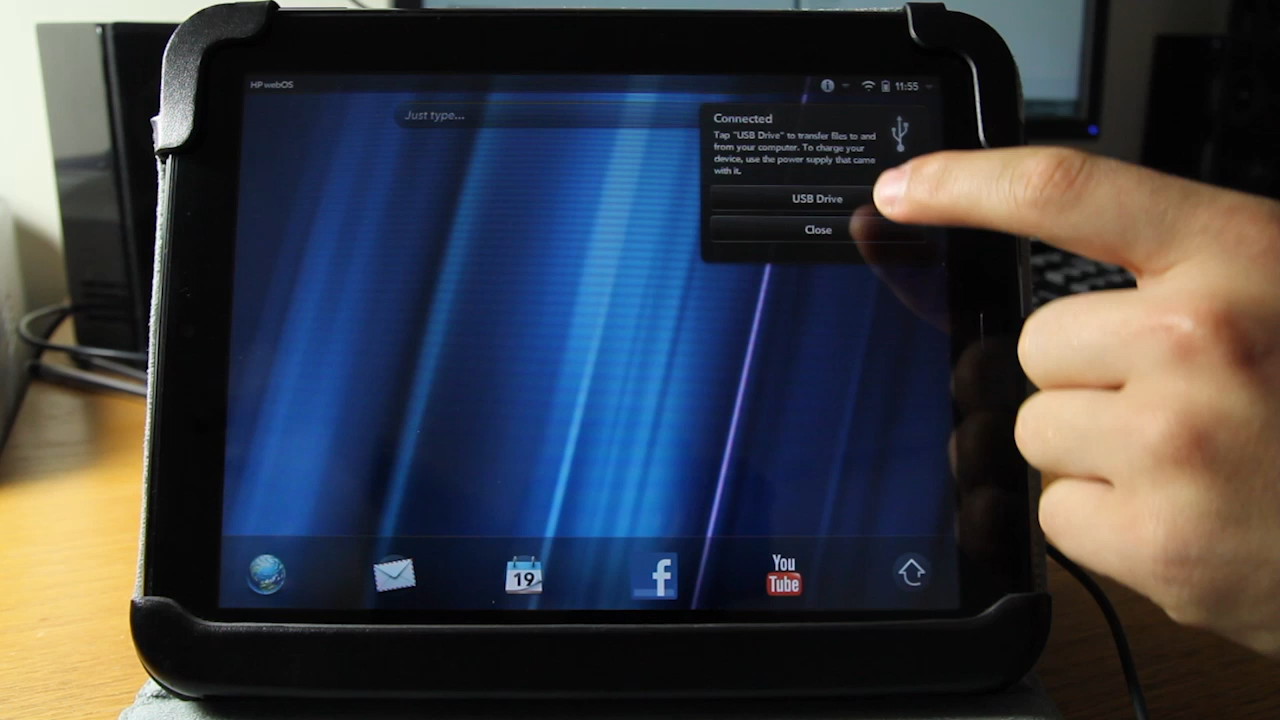 HP webOS
11:55
Just type...
Connected
Tap "USB Drive" to transfer files to and
from your computer. To charge your
device, use the power supply that came
with it.
USB Drive
Close
19
f
You
Tube